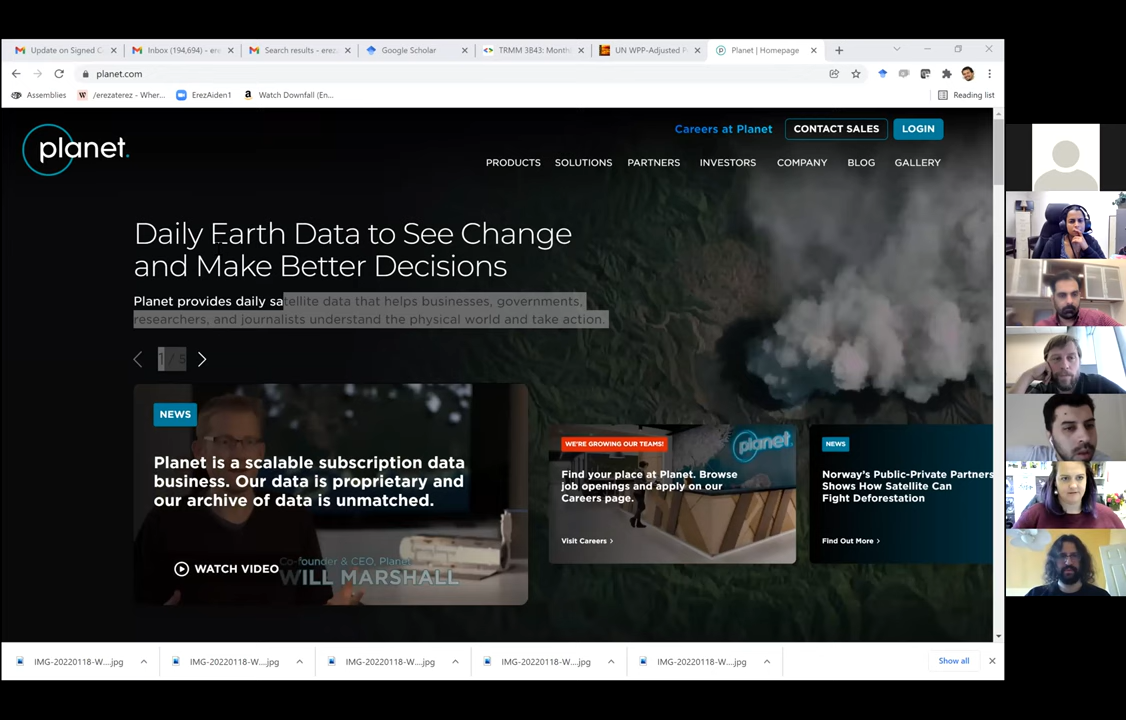 Update on Signed C
Inbox (194,694) - ere
Search results - erez
Google Scholar
TRMM 3B43: Month
UN WPP-Adjusted P
Planet | Homepage
planet.com
Assemblies
/erezaterez - Wher...
ErezAiden1
Watch Downfall (En...
Reading list
planet.
Careers at Planet
CONTACT SALES
LOGIN
PRODUCTS
SOLUTIONS
PARTNERS
INVESTORS
COMPANY
BLOG
GALLERY
Daily Earth Data to See Change
and Make Better Decisions
Planet provides daily satellite data that helps businesses, governments,
researchers, and journalists understand the physical world and take action.
1 / 5
NEWS
Planet is a scalable subscription data
business. Our data is proprietary and
our archive of data is unmatched.
WATCH VIDEO
Co-founder & CEO, Planet
WILL MARSHALL
WE'RE GROWING OUR TEAMS!
planet.
Find your place at Planet. Browse
job openings and apply on our
Careers page.
Visit Careers >
NEWS
Norway's Public-Private Partners
Shows How Satellite Can
Fight Deforestation
Find Out More >
IMG-20220118-W....jpg
IMG-20220118-W....jpg
IMG-20220118-W....jpg
IMG-20220118-W....jpg
IMG-20220118-W....jpg
Show all